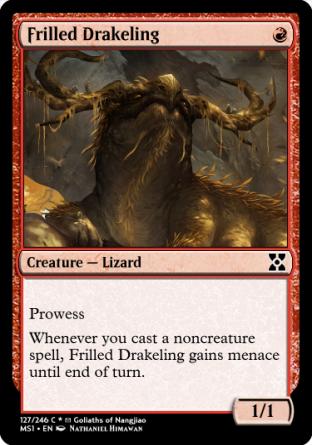 Frilled Drakeling
Creature — Lizard
Prowess
Whenever you cast a noncreature
spell, Frilled Drakeling gains menace
until end of turn.
1/1
127/246 C * Goliaths of Nangjiao
MS1 • EN Nathaniel Himawan